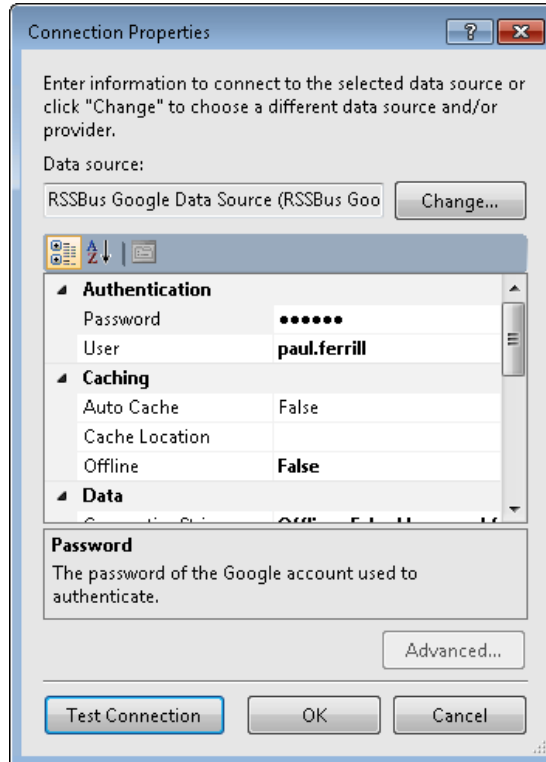 Connection Properties
Enter information to connect to the selected data source or
click "Change" to choose a different data source and/or
provider.
Data source:
RSSBus Google Data Source (RSSBus Goo
Change...
Authentication
Password ●●●●●●
User paul.ferrill
Caching
Auto Cache False
Cache Location
Offline False
Data
Password
The password of the Google account used to
authenticate.
Advanced...
Test Connection OK Cancel